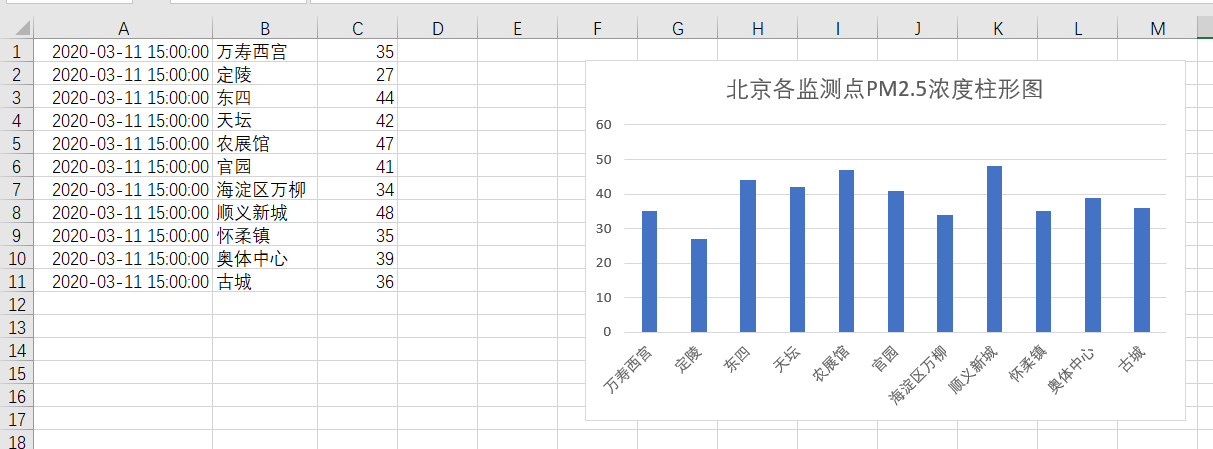 A B C D E F G H I J K L M
1 2020-03-11 15:00:00 万寿西宫 35
2 2020-03-11 15:00:00 定陵 27
3 2020-03-11 15:00:00 东四 44
4 2020-03-11 15:00:00 天坛 42
5 2020-03-11 15:00:00 农展馆 47
6 2020-03-11 15:00:00 官园 41
7 2020-03-11 15:00:00 海淀区万柳 34
8 2020-03-11 15:00:00 顺义新城 48
9 2020-03-11 15:00:00 怀柔镇 35
10 2020-03-11 15:00:00 奥体中心 39
11 2020-03-11 15:00:00 古城 36
12
13
14
15
16
17
18
北京各监测点PM2.5浓度柱形图
60
50
40
30
20
10
0
万寿西宫 定陵 东四 天坛 农展馆 官园 海淀区万柳 顺义新城 怀柔镇 奥体中心 古城